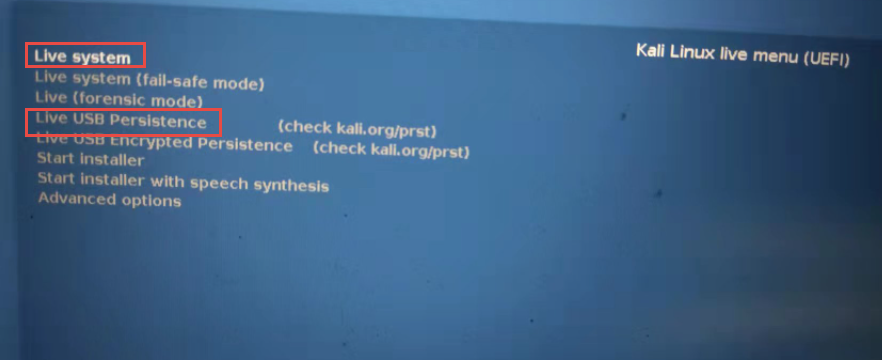 Kali Linux live menu (UEFI)
Live system
Live system (fail-safe mode)
Live (forensic mode)
Live USB Persistence (check kali.org/prst)
Live USB Encrypted Persistence (check kali.org/prst)
Start installer
Start installer with speech synthesis
Advanced options